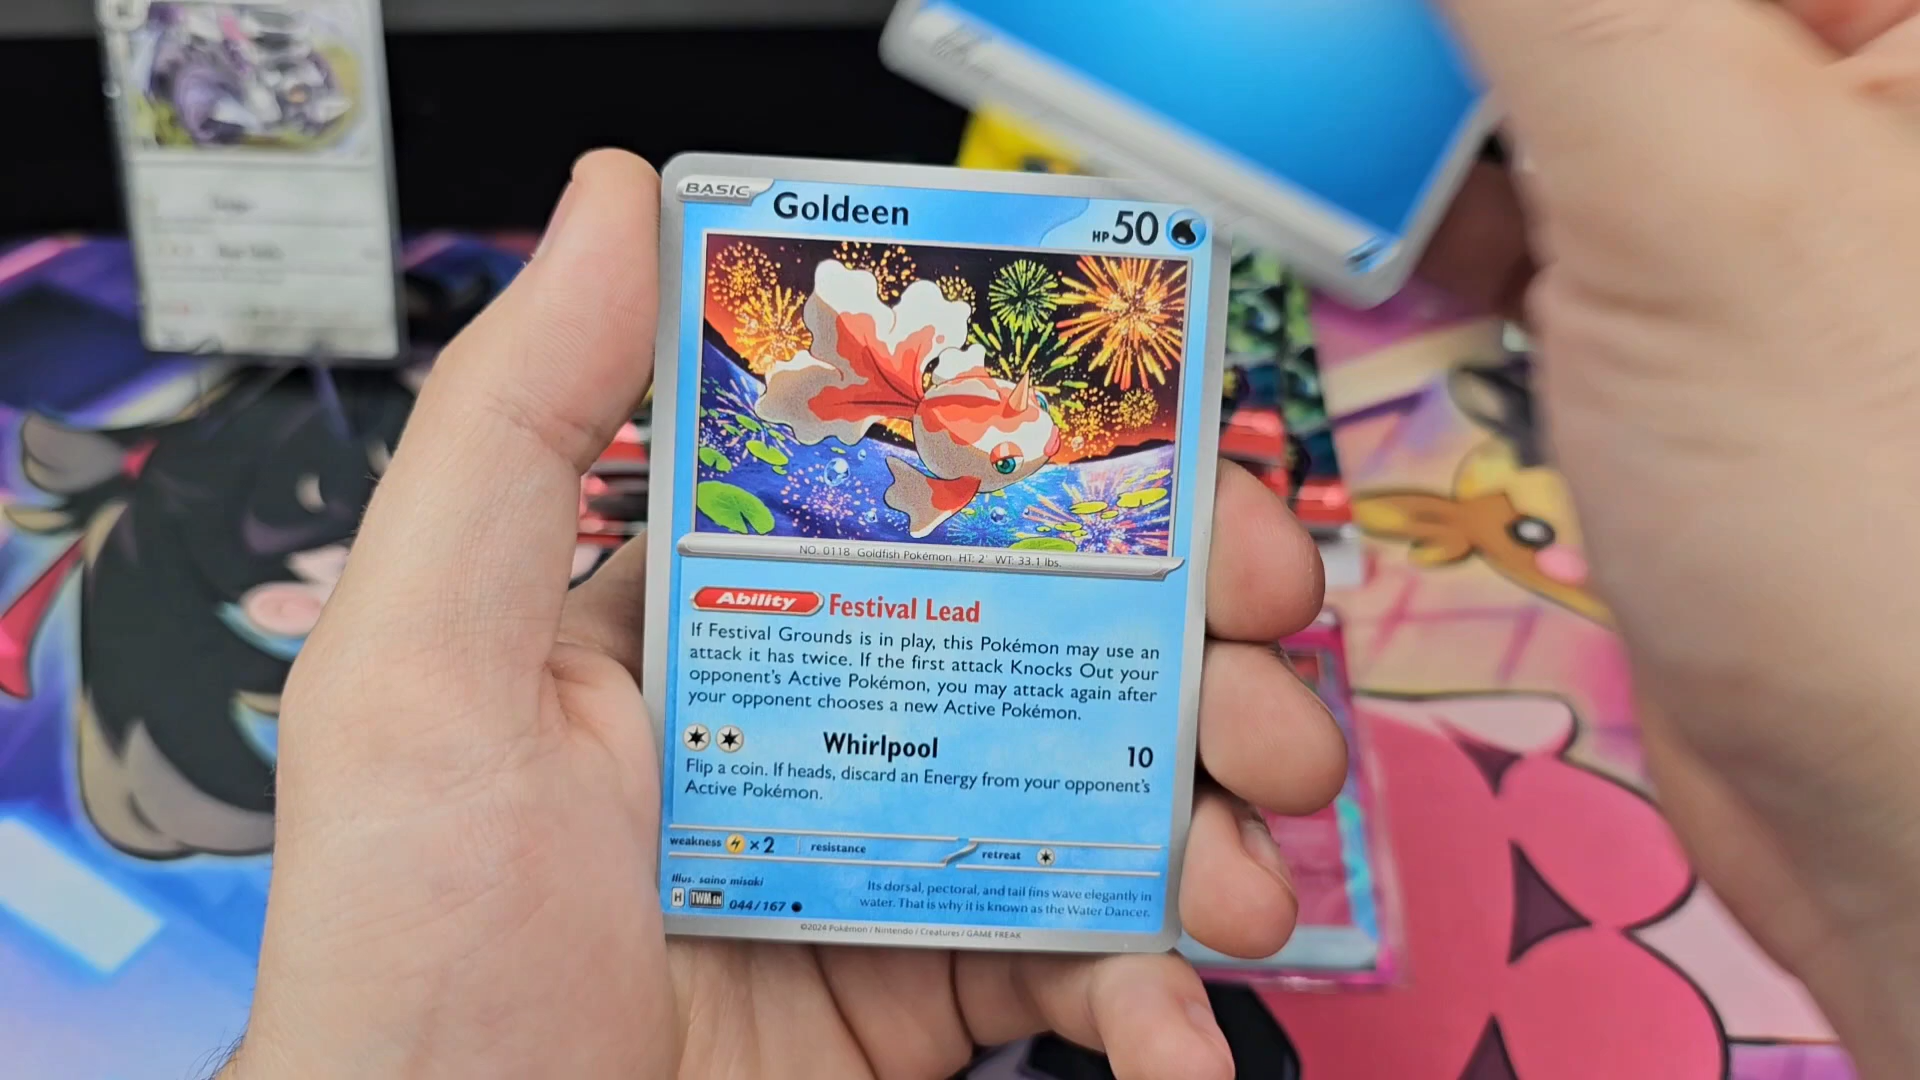 BASIC Goldeen HP 50
NO. 0118 Goldfish Pokémon HT: 2' WT: 33.1 lbs.
Ability Festival Lead
If Festival Grounds is in play, this Pokémon may use an
attack it has twice. If the first attack Knocks Out your
opponent's Active Pokémon, you may attack again after
your opponent chooses a new Active Pokémon.
Whirlpool 10
Flip a coin. If heads, discard an Energy from your opponent's
Active Pokémon.
weakness ×2 resistance retreat
Illus. saino misaki
H TWM EN 044/167
Its dorsal, pectoral, and tail fins wave elegantly in
water. That is why it is known as the Water Dancer.
©2024 Pokémon / Nintendo / Creatures / GAME FREAK